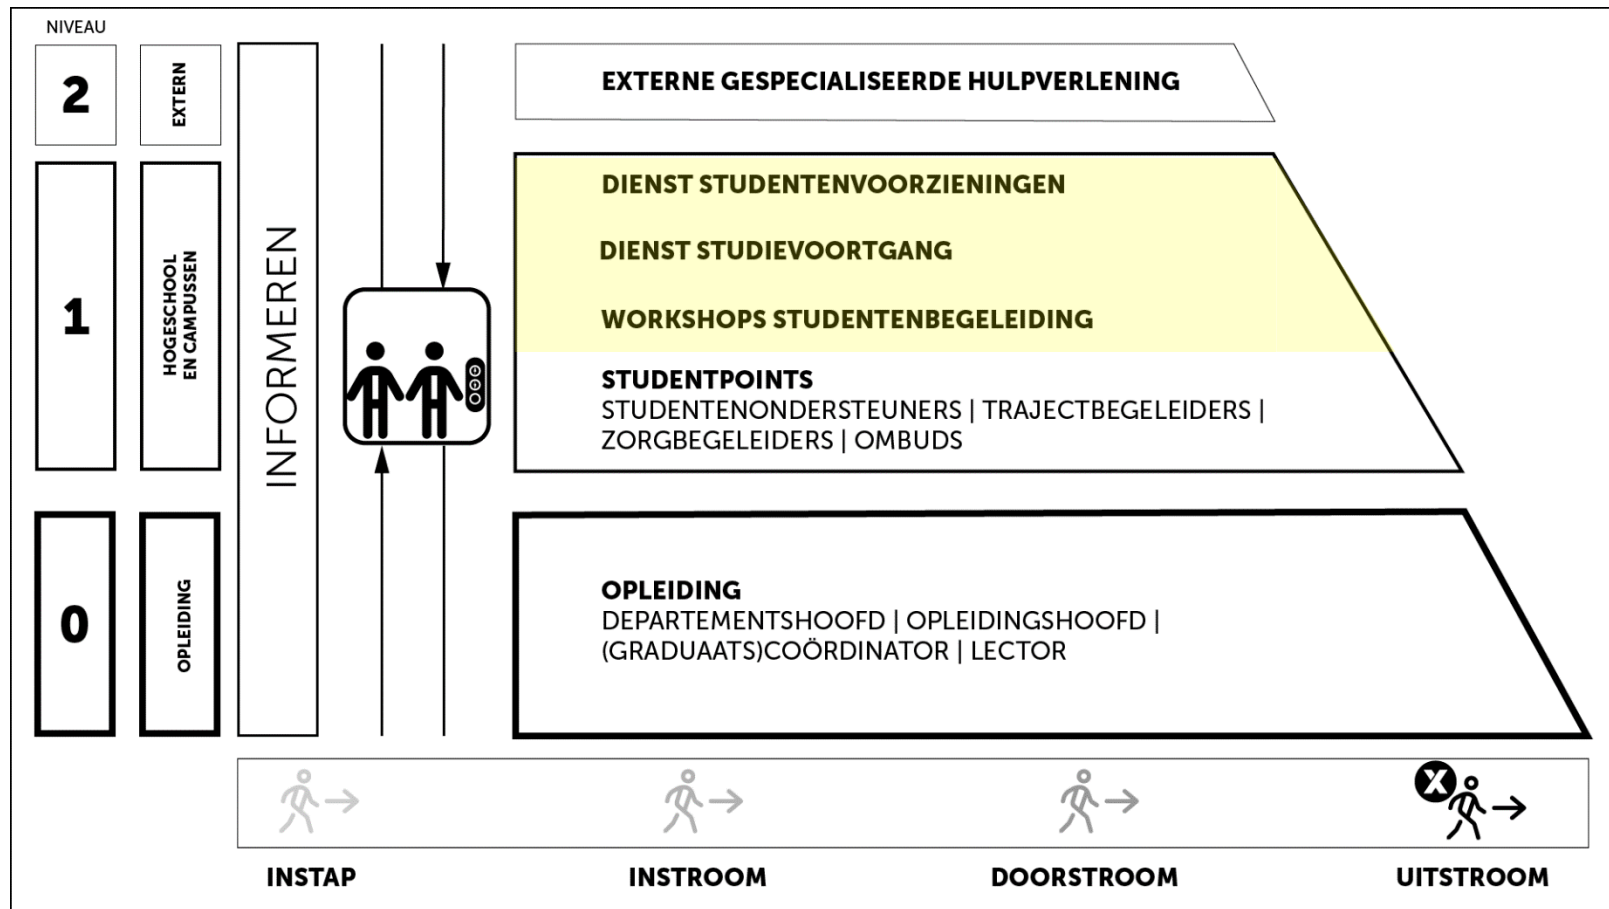 NIVEAU
2
EXTERN
EXTERNE GESPECIALISEERDE HULPVERLENING
1
HOGESCHOOL
EN CAMPUSSEN
INFORMEREN
DIENST STUDENTENVOORZIENINGEN
DIENST STUDIEVOORTGANG
WORKSHOPS STUDENTENBEGELEIDING
STUDENTPOINTS
STUDENTENONDERSTEUNERS | TRAJECTBEGELEIDERS |
ZORGBEGELEIDERS | OMBUDS
0
OPLEIDING
OPLEIDING
DEPARTEMENTSHOOFD | OPLEIDINGSHOOFD |
(GRADUAATS)COÖRDINATOR | LECTOR
X
INSTAP
INSTROOM
DOORSTROOM
UITSTROOM